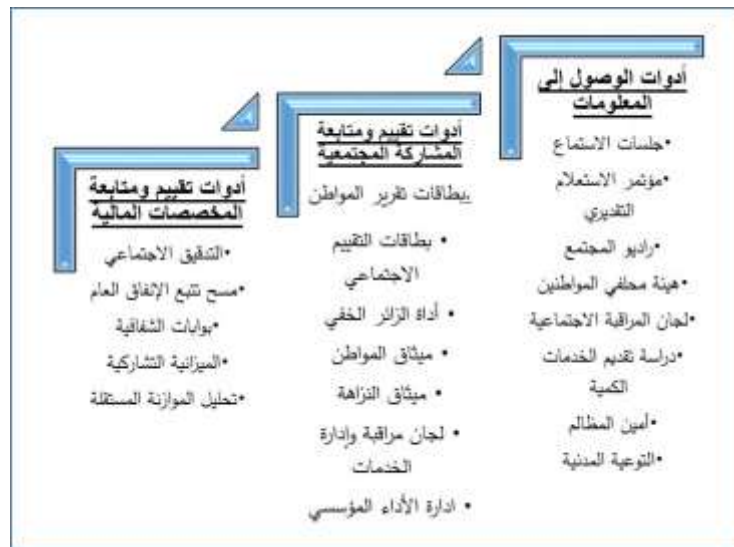 أدوات الوصول إلى
المعلومات
•جلسات الاستماع
•مؤتمر الاستعلام
التقديري
•راديو المجتمع
•هيئة محلفي المواطنين
•لجان المراقبة الاجتماعية
•دراسة تقديم الخدمات
الكمية
•أمين المظالم
•التوعية المدنية
أدوات تقييم ومتابعة
المشاركة المجتمعية
بطاقات تقرير المواطن
• بطاقات التقييم
الاجتماعي
• أداة الزائر الخفي
• ميثاق المواطن
• ميثاق النزاهة
• لجان مراقبة وإدارة
الخدمات
• ادارة الأداء المؤسسي
أدوات تقييم ومتابعة
المخصصات المالية
•التدقيق الاجتماعي
•مسح تتبع الإنفاق العام
•بوابات الشفافية
•الميزانية التشاركية
•تحليل الموازنة المستقلة